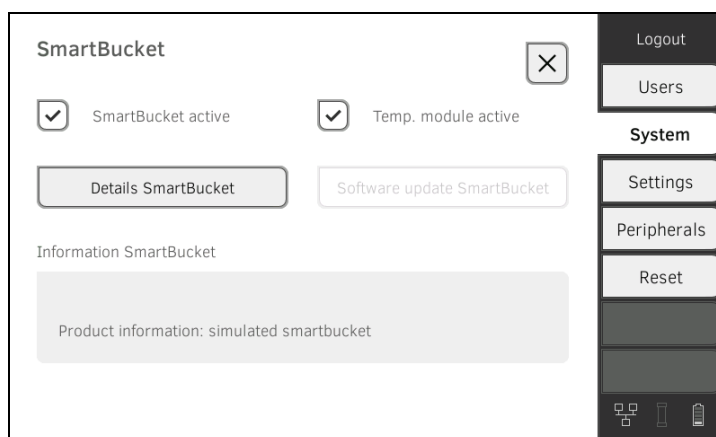 SmartBucket
SmartBucket active
Temp. module active
Details SmartBucket
Software update SmartBucket
Information SmartBucket
Product information: simulated smartbucket
Logout
Users
System
Settings
Peripherals
Reset